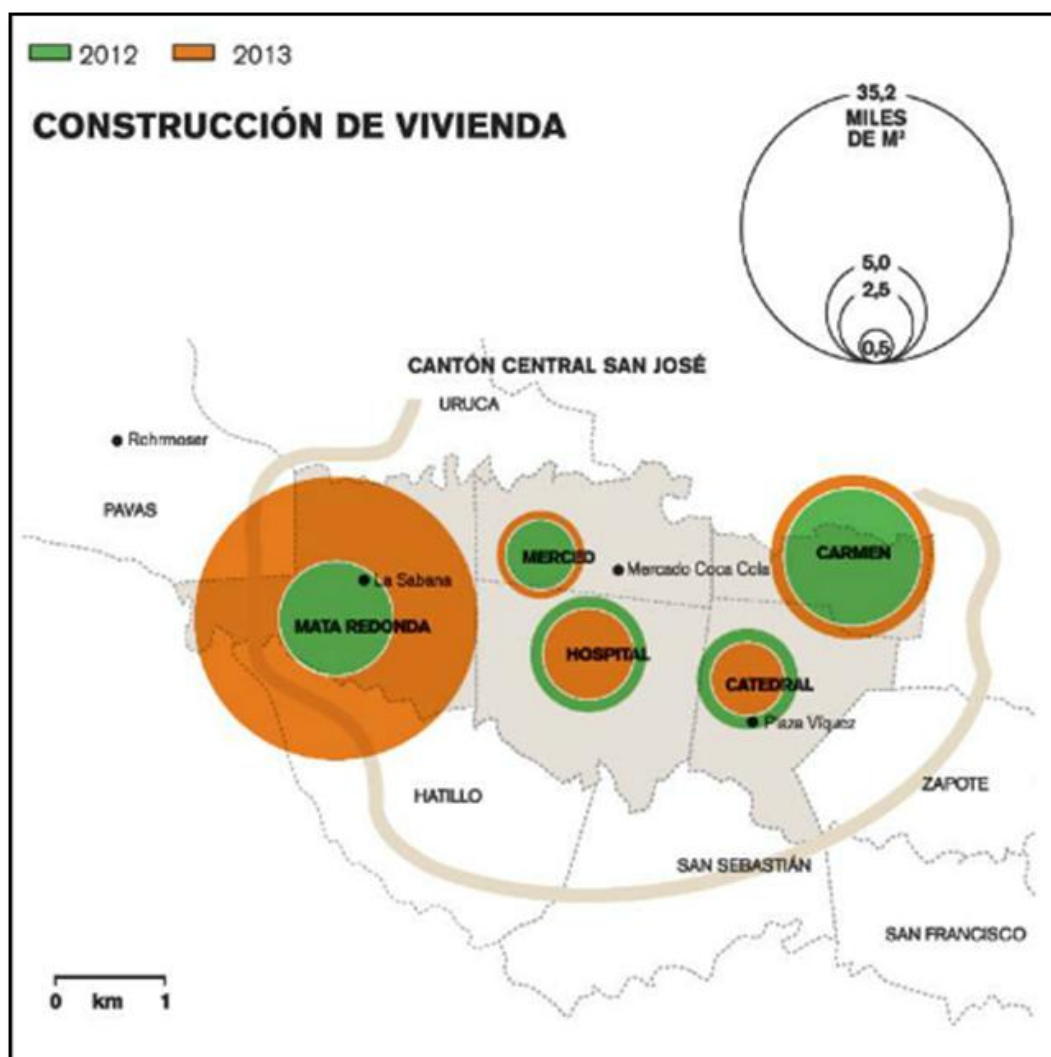 2012 2013
CONSTRUCCIÓN DE VIVIENDA
35,2
MILES
DE M²
5,0
2,5
0,5
CANTÓN CENTRAL SAN JOSÉ
URUCA
Rohrmoser
PAVAS
MERCED
CARMEN
Mercado Coca Cola
La Sabana
MATA REDONDA
HOSPITAL
CATEDRAL
Plaza Víquez
HATILLO
ZAPOTE
SAN SEBASTIÁN
SAN FRANCISCO
0 km 1